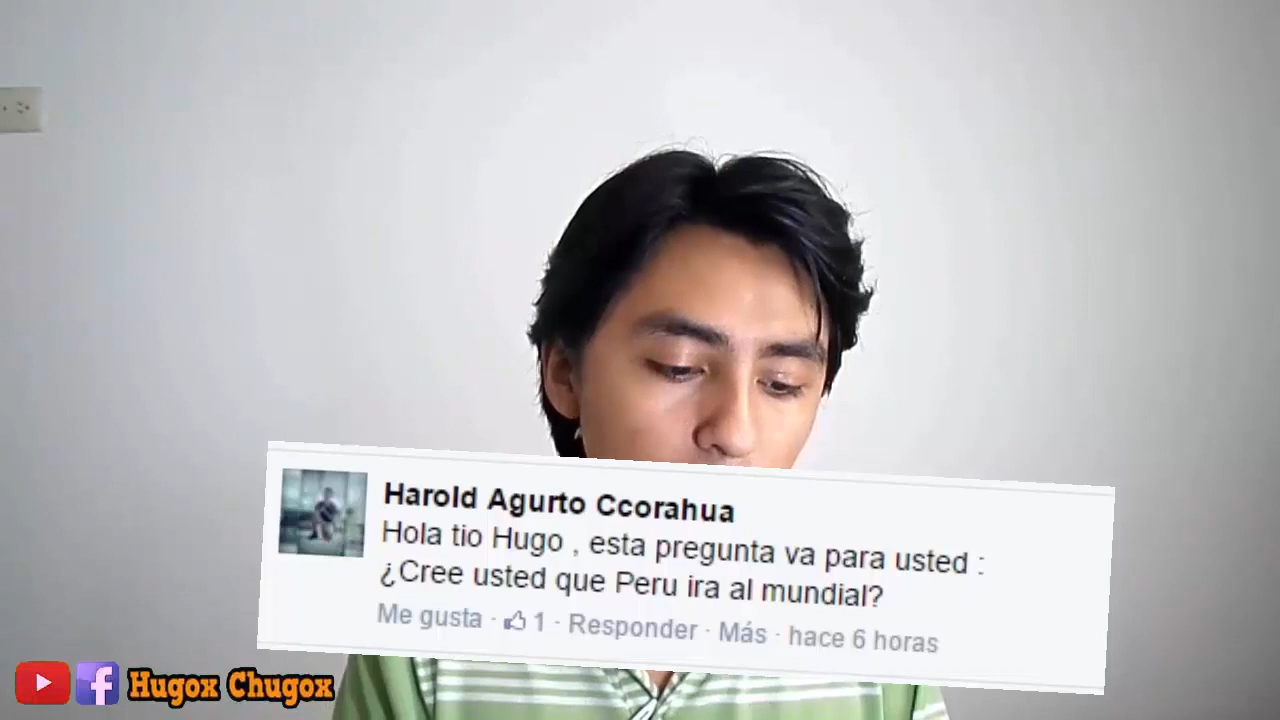 Harold Agurto Ccorahua
Hola tio Hugo , esta pregunta va para usted :
¿Cree usted que Peru ira al mundial?
Me gusta · 1 · Responder · Más · hace 6 horas
Hugox Chugox